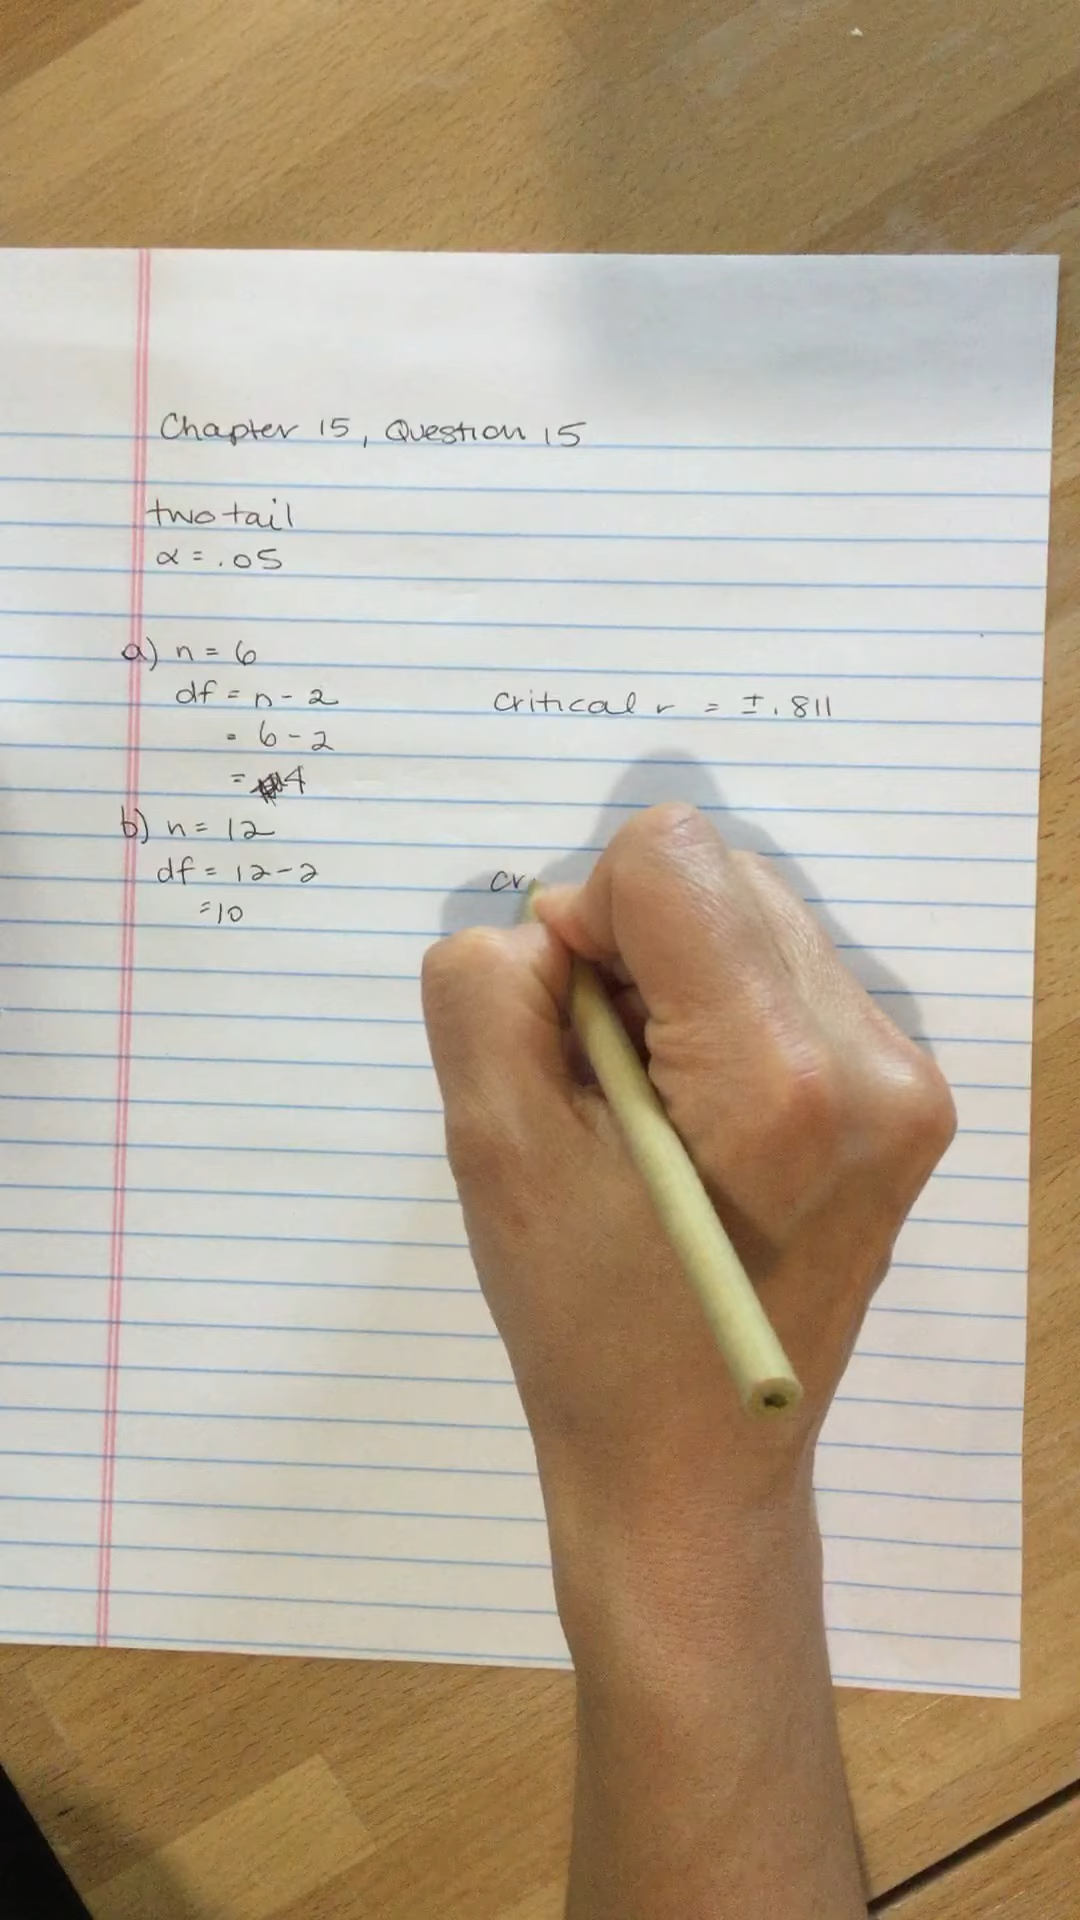 Chapter 15, Question 15
two tail
α = .05
a) n = 6
df = n - 2
critical r = ±.811
= 6 - 2
= 4
b) n = 12
df = 12 - 2
cr
= 10